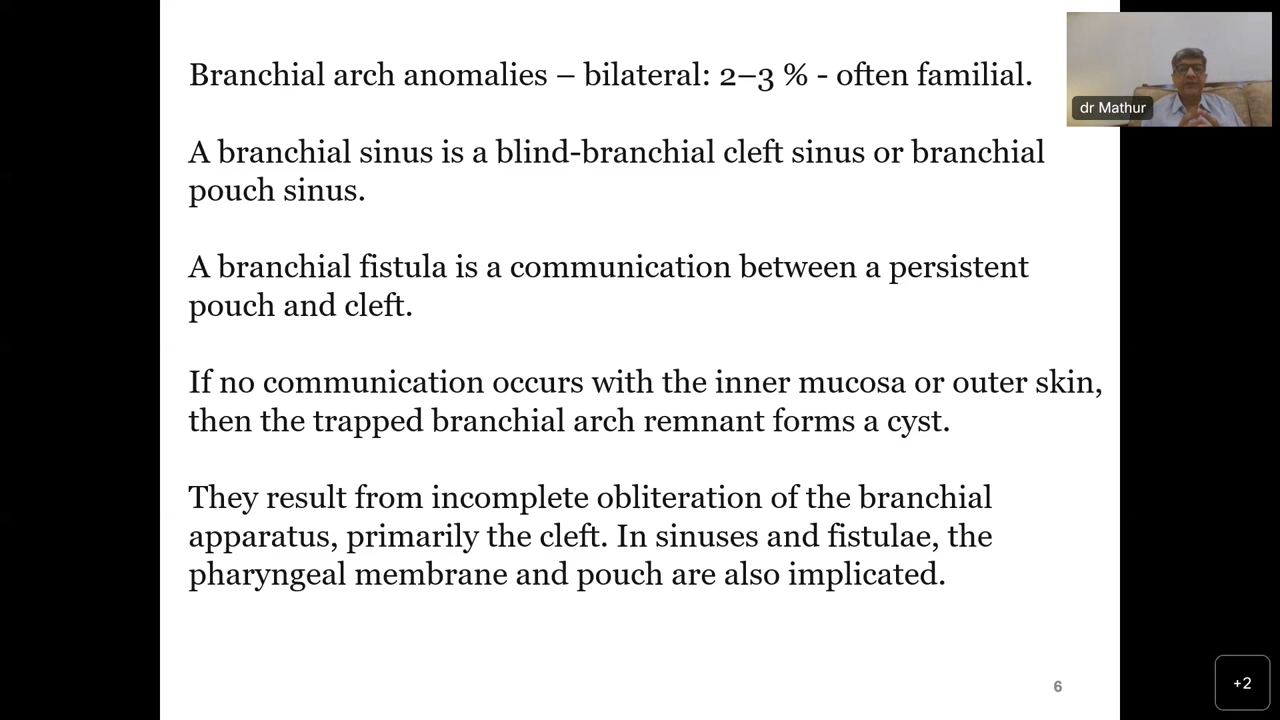 Branchial arch anomalies – bilateral: 2–3 % - often familial.
dr Mathur
A branchial sinus is a blind-branchial cleft sinus or branchial
pouch sinus.
A branchial fistula is a communication between a persistent
pouch and cleft.
If no communication occurs with the inner mucosa or outer skin,
then the trapped branchial arch remnant forms a cyst.
They result from incomplete obliteration of the branchial
apparatus, primarily the cleft. In sinuses and fistulae, the
pharyngeal membrane and pouch are also implicated.
6
+2